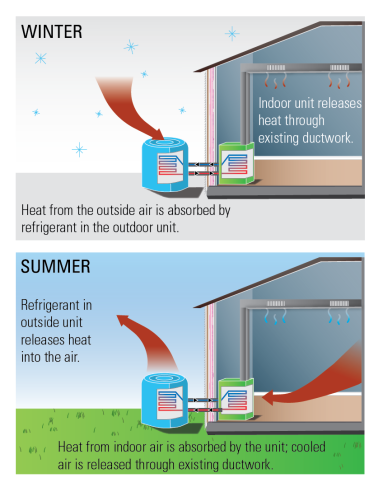 WINTER
Indoor unit releases
heat through
existing ductwork.
Heat from the outside air is absorbed by
refrigerant in the outdoor unit.
SUMMER
Refrigerant in
outside unit
releases heat
into the air.
Heat from indoor air is absorbed by the unit; cooled
air is released through existing ductwork.